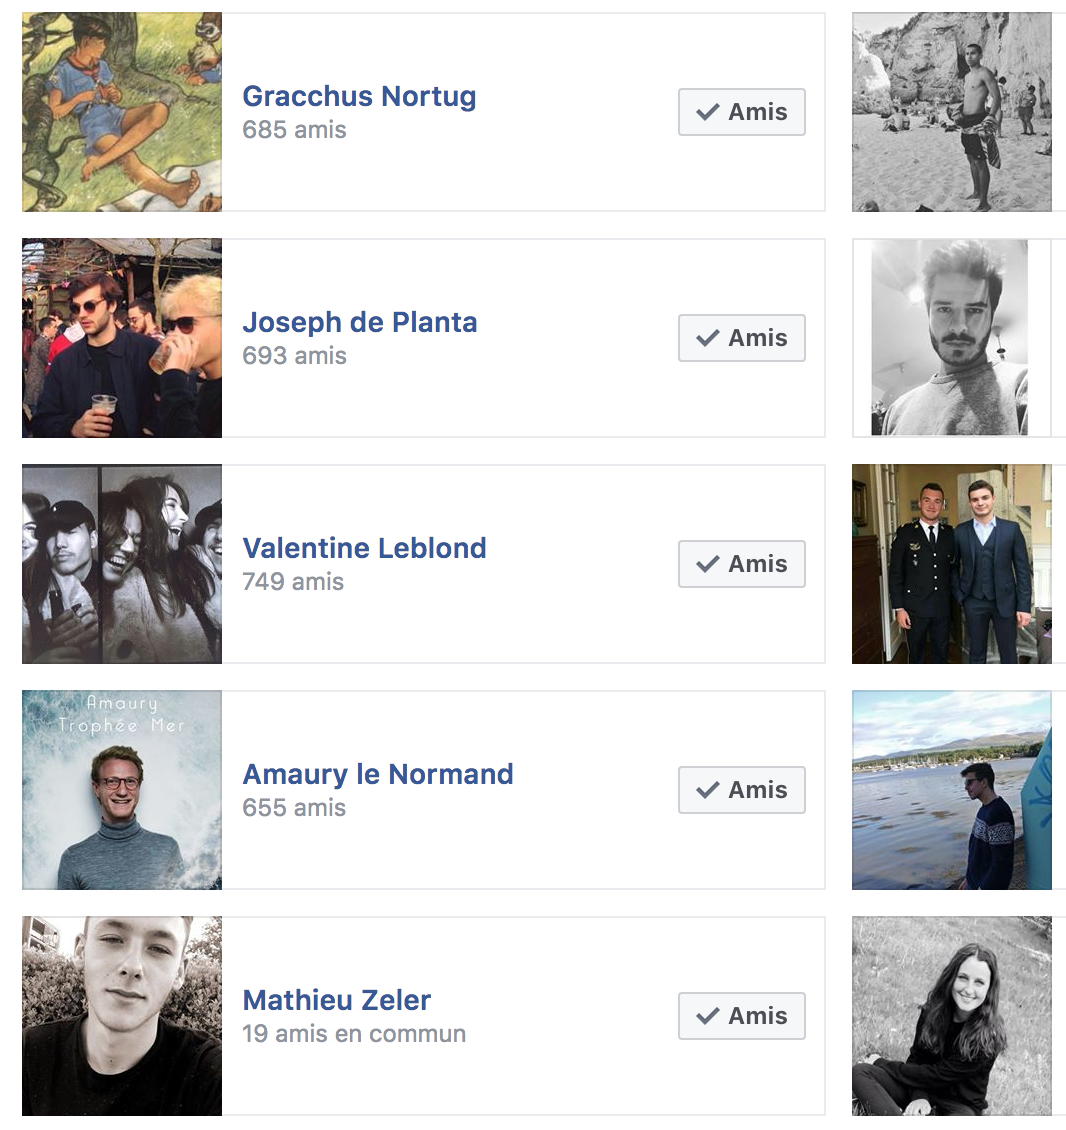 Gracchus Nortug
685 amis
Amis
Joseph de Planta
693 amis
Amis
Valentine Leblond
749 amis
Amis
Amaury
Trophée Mer
Amaury le Normand
655 amis
Amis
Mathieu Zeler
19 amis en commun
Amis